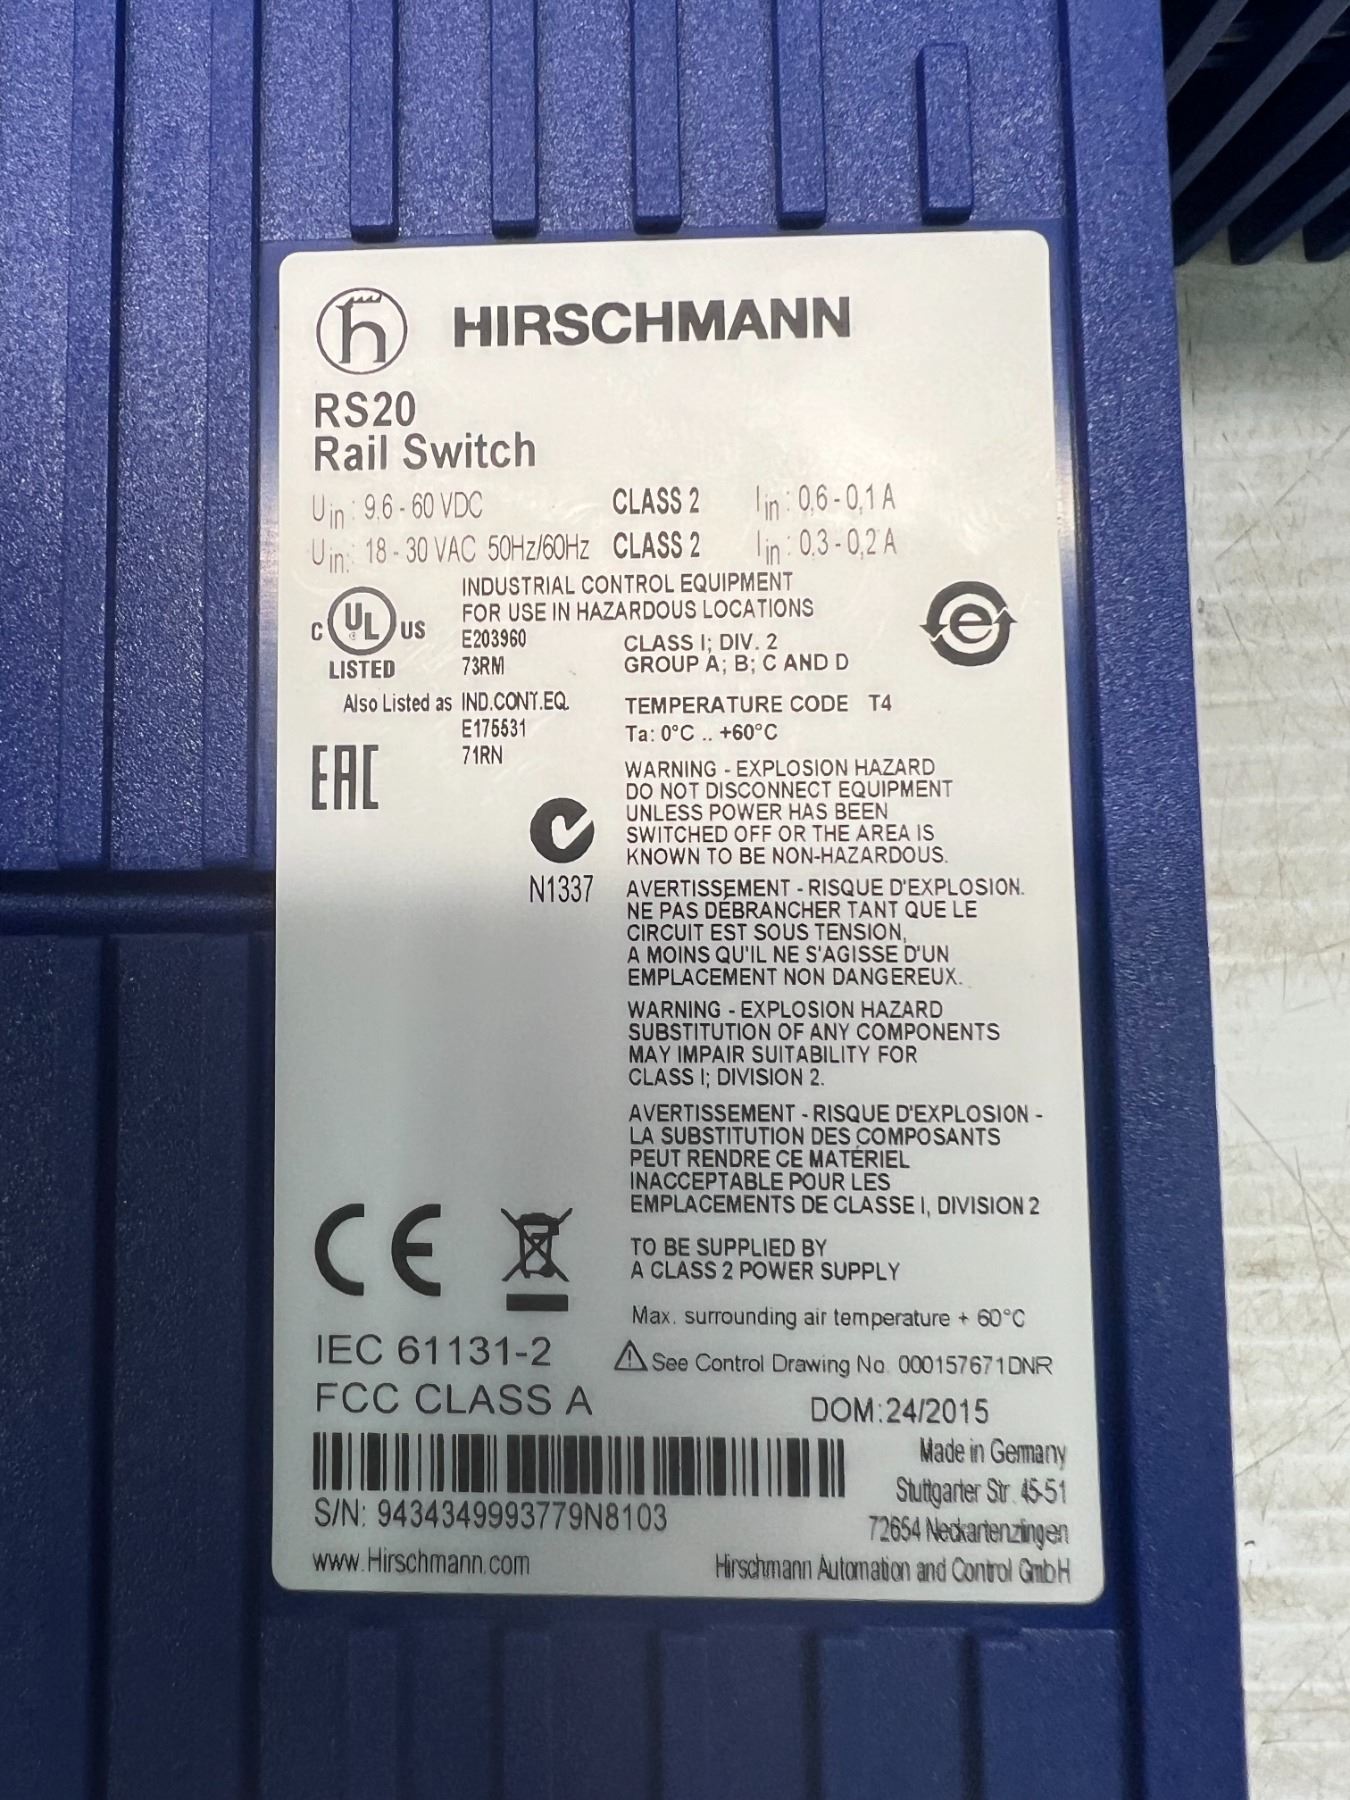 HIRSCHMANN
RS20
Rail Switch
Uin: 9,6 - 60 VDC CLASS 2 Iin: 0,6 - 0,1 A
Uin: 18 - 30 VAC 50Hz/60Hz CLASS 2 Iin: 0,3 - 0,2 A
INDUSTRIAL CONTROL EQUIPMENT
FOR USE IN HAZARDOUS LOCATIONS
C UL US
LISTED
E203960
73RM
CLASS I; DIV. 2
GROUP A; B; C AND D
Also Listed as IND.CONT.EQ.
E175531
71RN
TEMPERATURE CODE T4
Ta: 0°C .. +60°C
EAC
N1337
WARNING - EXPLOSION HAZARD
DO NOT DISCONNECT EQUIPMENT
UNLESS POWER HAS BEEN
SWITCHED OFF OR THE AREA IS
KNOWN TO BE NON-HAZARDOUS.
AVERTISSEMENT - RISQUE D'EXPLOSION.
NE PAS DÉBRANCHER TANT QUE LE
CIRCUIT EST SOUS TENSION,
A MOINS QU'IL NE S'AGISSE D'UN
EMPLACEMENT NON DANGEREUX.
WARNING - EXPLOSION HAZARD
SUBSTITUTION OF ANY COMPONENTS
MAY IMPAIR SUITABILITY FOR
CLASS I; DIVISION 2.
AVERTISSEMENT - RISQUE D'EXPLOSION -
LA SUBSTITUTION DES COMPOSANTS
PEUT RENDRE CE MATÉRIEL
INACCEPTABLE POUR LES
EMPLACEMENTS DE CLASSE I, DIVISION 2
TO BE SUPPLIED BY
A CLASS 2 POWER SUPPLY
Max. surrounding air temperature + 60°C
See Control Drawing No. 000157671DNR
CE
IEC 61131-2
FCC CLASS A
DOM:24/2015
S/N: 9434349993779N8103
www.Hirschmann.com
Made in Germany
Stuttgarter Str. 45-51
72654 Neckartenzlingen
Hirschmann Automation and Control GmbH